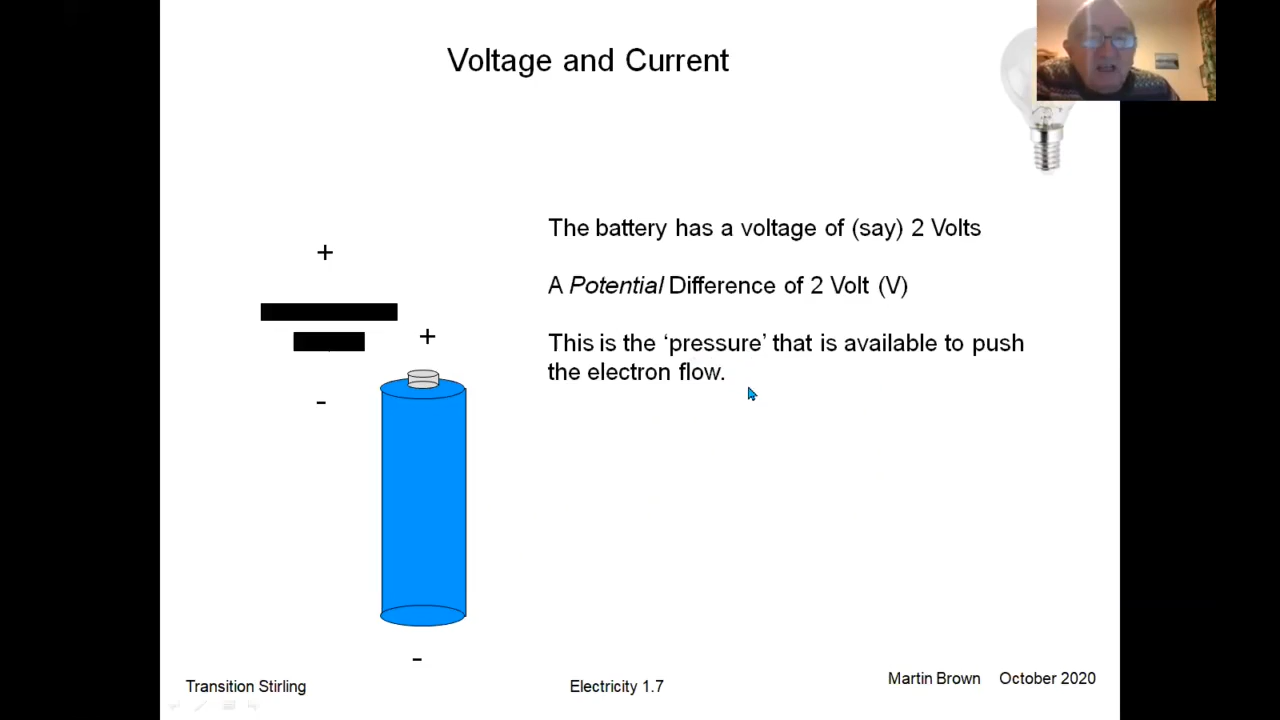 Voltage and Current
The battery has a voltage of (say) 2 Volts
+
A Potential Difference of 2 Volt (V)
+
This is the ‘pressure’ that is available to push
the electron flow.
-
-
Transition Stirling
Electricity 1.7
Martin Brown October 2020